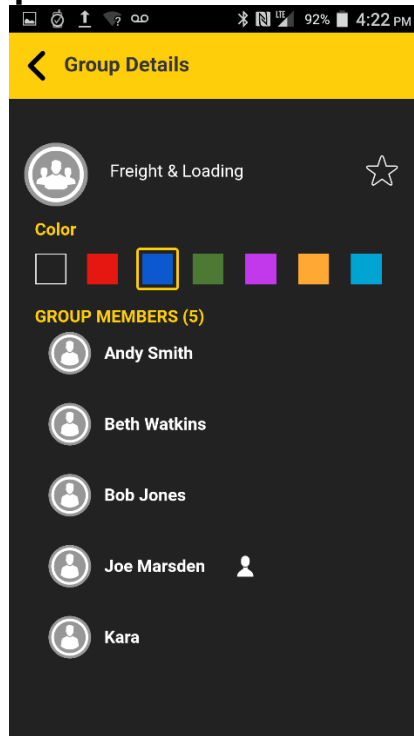 ? LTE 92% 4:22 PM
Group Details
Freight & Loading
Color
GROUP MEMBERS (5)
Andy Smith
Beth Watkins
Bob Jones
Joe Marsden
Kara